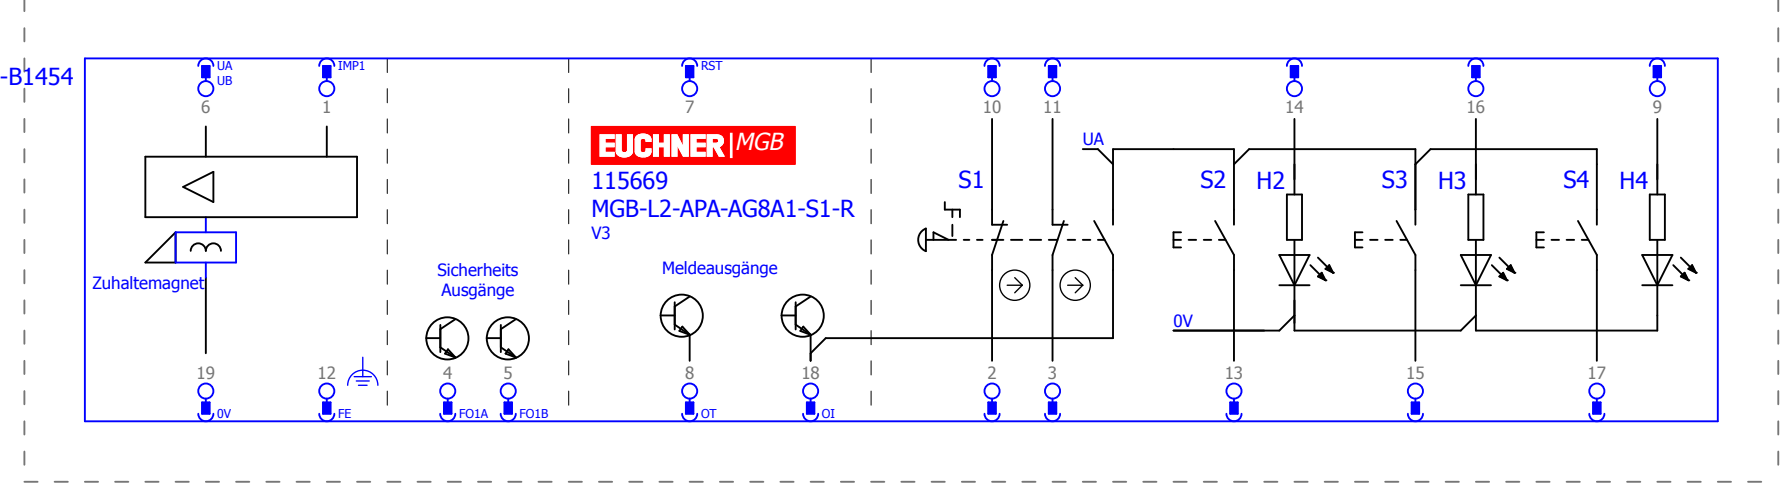 -B1454
UA
UB
IMP1
RST
6
1
7
10
11
14
16
9
EUCHNER|MGB
115669
MGB-L2-APA-AG8A1-S1-R
V3
UA
S1
S2
H2
S3
H3
S4
H4
Zuhaltemagnet
Sicherheits
Ausgänge
Meldeausgänge
0V
19
12
4
5
8
18
2
3
13
15
17
0V
FE
FO1A
FO1B
OT
OI